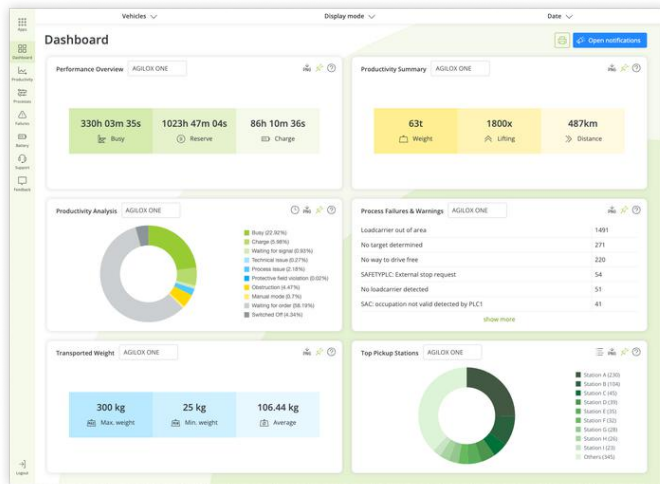 Vehicles
Display mode
Date
Apps
Dashboard
Productivity
Processes
Failures
Battery
Support
Feedback
Logout
Dashboard
Open notifications
Performance Overview AGILOX ONE PNG
330h 03m 35s 1023h 47m 04s 86h 10m 36s
Busy Reserve Charge
Productivity Summary AGILOX ONE PNG
63t 1800x 487km
Weight Lifting Distance
Productivity Analysis AGILOX ONE PNG
Busy (22.92%)
Charge (5.98%)
Waiting for signal (0.93%)
Technical issue (0.27%)
Process issue (2.18%)
Protective field violation (0.02%)
Obstruction (4.47%)
Manual mode (0.7%)
Waiting for order (58.19%)
Switched Off (4.34%)
Process Failures & Warnings AGILOX ONE PNG
Loadcarrier out of area 1491
No target determined 271
No way to drive free 220
SAFETYPLC: External stop request 54
No loadcarrier detected 51
SAC: occupation not valid detected by PLC1 41
show more
Transported Weight AGILOX ONE PNG
300 kg 25 kg 106.44 kg
Max. weight Min. weight Average
Top Pickup Stations AGILOX ONE PNG
Station A (230)
Station B (104)
Station C (45)
Station D (39)
Station E (35)
Station F (32)
Station G (28)
Station H (26)
Station I (23)
Others (345)